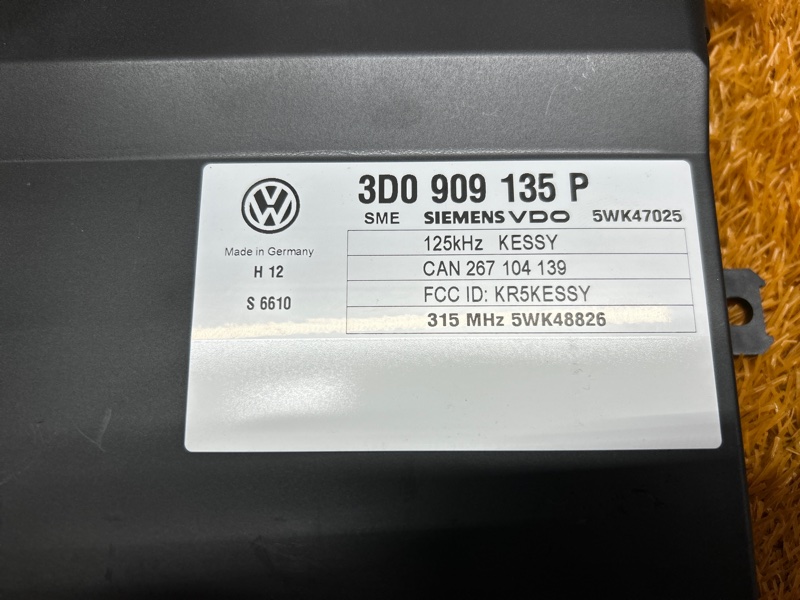 3D0 909 135 P
SME SIEMENS VDO 5WK47025
Made in Germany
H 12
S 6610
125kHz KESSY
CAN 267 104 139
FCC ID: KR5KESSY
315 MHz 5WK48826